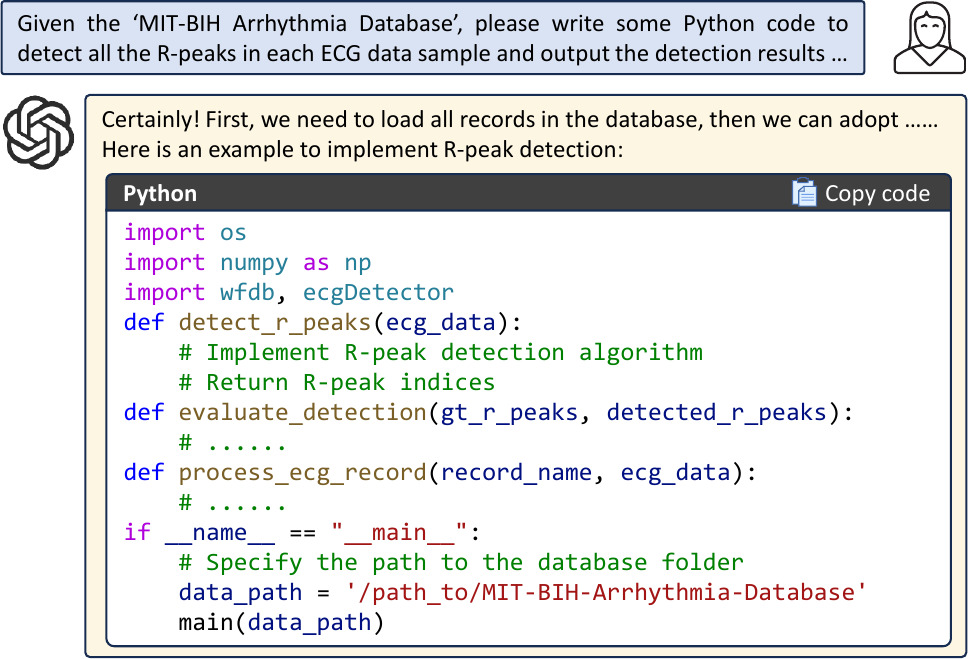 Given the ‘MIT-BIH Arrhythmia Database’, please write some Python code to
detect all the R-peaks in each ECG data sample and output the detection results …
Certainly! First, we need to load all records in the database, then we can adopt ……
Here is an example to implement R-peak detection:
Python
Copy code
import os
import numpy as np
import wfdb, ecgDetector
def detect_r_peaks(ecg_data):
    # Implement R-peak detection algorithm
    # Return R-peak indices
def evaluate_detection(gt_r_peaks, detected_r_peaks):
    # ......
def process_ecg_record(record_name, ecg_data):
    # ......
if __name__ == "__main__":
    # Specify the path to the database folder
    data_path = '/path_to/MIT-BIH-Arrhythmia-Database'
    main(data_path)